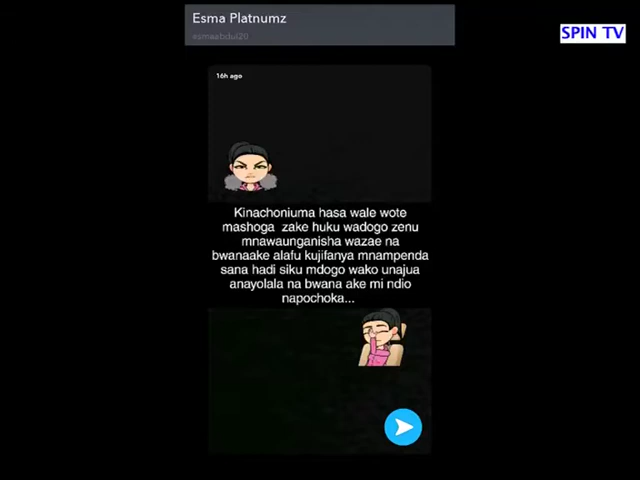 Esma Platnumz
esmaabdul20
SPIN TV
16h ago
Kinachoniuma hasa wale wote
mashoga zake huku wadogo zenu
mnawaunganisha wazae na
bwanaake alafu kujifanya mnampenda
sana hadi siku mdogo wako unajua
anayolala na bwana ake mi ndio
napochoka...